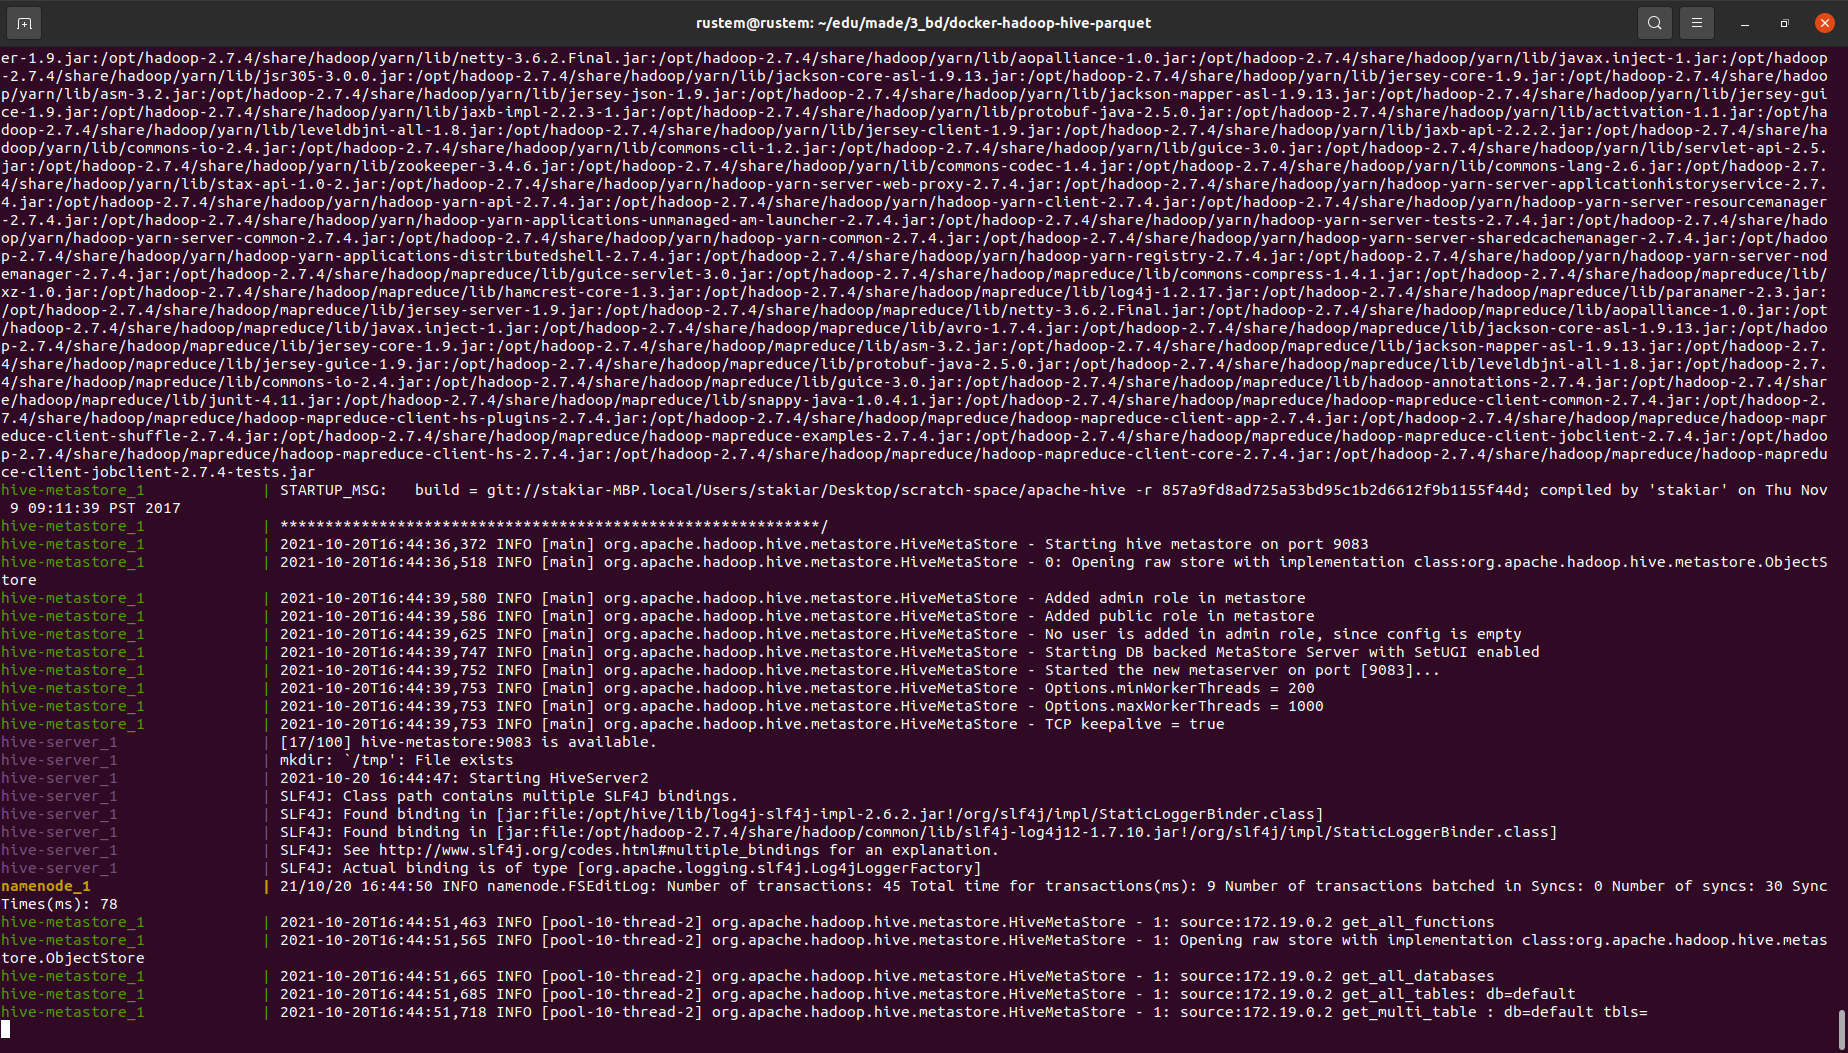 rustem@rustem: ~/edu/made/3_bd/docker-hadoop-hive-parquet
er-1.9.jar:/opt/hadoop-2.7.4/share/hadoop/yarn/lib/netty-3.6.2.Final.jar:/opt/hadoop-2.7.4/share/hadoop/yarn/lib/aopalliance-1.0.jar:/opt/hadoop-2.7.4/share/hadoop/yarn/lib/javax.inject-1.jar:/opt/hadoop
-2.7.4/share/hadoop/yarn/lib/jsr305-3.0.0.jar:/opt/hadoop-2.7.4/share/hadoop/yarn/lib/jackson-core-asl-1.9.13.jar:/opt/hadoop-2.7.4/share/hadoop/yarn/lib/jersey-core-1.9.jar:/opt/hadoop-2.7.4/share/hadoo
p/yarn/lib/asm-3.2.jar:/opt/hadoop-2.7.4/share/hadoop/yarn/lib/jersey-json-1.9.jar:/opt/hadoop-2.7.4/share/hadoop/yarn/lib/jackson-mapper-asl-1.9.13.jar:/opt/hadoop-2.7.4/share/hadoop/yarn/lib/jersey-gui
ce-1.9.jar:/opt/hadoop-2.7.4/share/hadoop/yarn/lib/jaxb-impl-2.2.3-1.jar:/opt/hadoop-2.7.4/share/hadoop/yarn/lib/protobuf-java-2.5.0.jar:/opt/hadoop-2.7.4/share/hadoop/yarn/lib/activation-1.1.jar:/opt/ha
doop-2.7.4/share/hadoop/yarn/lib/leveldbjni-all-1.8.jar:/opt/hadoop-2.7.4/share/hadoop/yarn/lib/jersey-client-1.9.jar:/opt/hadoop-2.7.4/share/hadoop/yarn/lib/jaxb-api-2.2.2.jar:/opt/hadoop-2.7.4/share/ha
doop/yarn/lib/commons-io-2.4.jar:/opt/hadoop-2.7.4/share/hadoop/yarn/lib/commons-cli-1.2.jar:/opt/hadoop-2.7.4/share/hadoop/yarn/lib/guice-3.0.jar:/opt/hadoop-2.7.4/share/hadoop/yarn/lib/servlet-api-2.5.
jar:/opt/hadoop-2.7.4/share/hadoop/yarn/lib/zookeeper-3.4.6.jar:/opt/hadoop-2.7.4/share/hadoop/yarn/lib/commons-codec-1.4.jar:/opt/hadoop-2.7.4/share/hadoop/yarn/lib/commons-lang-2.6.jar:/opt/hadoop-2.7.
4/share/hadoop/yarn/lib/stax-api-1.0-2.jar:/opt/hadoop-2.7.4/share/hadoop/yarn/hadoop-yarn-server-web-proxy-2.7.4.jar:/opt/hadoop-2.7.4/share/hadoop/yarn/hadoop-yarn-server-applicationhistoryservice-2.7.
4.jar:/opt/hadoop-2.7.4/share/hadoop/yarn/hadoop-yarn-api-2.7.4.jar:/opt/hadoop-2.7.4/share/hadoop/yarn/hadoop-yarn-client-2.7.4.jar:/opt/hadoop-2.7.4/share/hadoop/yarn/hadoop-yarn-server-resourcemanager
-2.7.4.jar:/opt/hadoop-2.7.4/share/hadoop/yarn/hadoop-yarn-applications-unmanaged-am-launcher-2.7.4.jar:/opt/hadoop-2.7.4/share/hadoop/yarn/hadoop-yarn-server-tests-2.7.4.jar:/opt/hadoop-2.7.4/share/hado
op/yarn/hadoop-yarn-server-common-2.7.4.jar:/opt/hadoop-2.7.4/share/hadoop/yarn/hadoop-yarn-common-2.7.4.jar:/opt/hadoop-2.7.4/share/hadoop/yarn/hadoop-yarn-server-sharedcachemanager-2.7.4.jar:/opt/hadoo
p-2.7.4/share/hadoop/yarn/hadoop-yarn-applications-distributedshell-2.7.4.jar:/opt/hadoop-2.7.4/share/hadoop/yarn/hadoop-yarn-registry-2.7.4.jar:/opt/hadoop-2.7.4/share/hadoop/yarn/hadoop-yarn-server-nod
emanager-2.7.4.jar:/opt/hadoop-2.7.4/share/hadoop/mapreduce/lib/guice-servlet-3.0.jar:/opt/hadoop-2.7.4/share/hadoop/mapreduce/lib/commons-compress-1.4.1.jar:/opt/hadoop-2.7.4/share/hadoop/mapreduce/lib/
xz-1.0.jar:/opt/hadoop-2.7.4/share/hadoop/mapreduce/lib/hamcrest-core-1.3.jar:/opt/hadoop-2.7.4/share/hadoop/mapreduce/lib/log4j-1.2.17.jar:/opt/hadoop-2.7.4/share/hadoop/mapreduce/lib/paranamer-2.3.jar:
/opt/hadoop-2.7.4/share/hadoop/mapreduce/lib/jersey-server-1.9.jar:/opt/hadoop-2.7.4/share/hadoop/mapreduce/lib/netty-3.6.2.Final.jar:/opt/hadoop-2.7.4/share/hadoop/mapreduce/lib/aopalliance-1.0.jar:/opt
/hadoop-2.7.4/share/hadoop/mapreduce/lib/javax.inject-1.jar:/opt/hadoop-2.7.4/share/hadoop/mapreduce/lib/avro-1.7.4.jar:/opt/hadoop-2.7.4/share/hadoop/mapreduce/lib/jackson-core-asl-1.9.13.jar:/opt/hadoo
p-2.7.4/share/hadoop/mapreduce/lib/jersey-core-1.9.jar:/opt/hadoop-2.7.4/share/hadoop/mapreduce/lib/asm-3.2.jar:/opt/hadoop-2.7.4/share/hadoop/mapreduce/lib/jackson-mapper-asl-1.9.13.jar:/opt/hadoop-2.7.
4/share/hadoop/mapreduce/lib/jersey-guice-1.9.jar:/opt/hadoop-2.7.4/share/hadoop/mapreduce/lib/protobuf-java-2.5.0.jar:/opt/hadoop-2.7.4/share/hadoop/mapreduce/lib/leveldbjni-all-1.8.jar:/opt/hadoop-2.7.
4/share/hadoop/mapreduce/lib/commons-io-2.4.jar:/opt/hadoop-2.7.4/share/hadoop/mapreduce/lib/guice-3.0.jar:/opt/hadoop-2.7.4/share/hadoop/mapreduce/lib/hadoop-annotations-2.7.4.jar:/opt/hadoop-2.7.4/shar
e/hadoop/mapreduce/lib/junit-4.11.jar:/opt/hadoop-2.7.4/share/hadoop/mapreduce/lib/snappy-java-1.0.4.1.jar:/opt/hadoop-2.7.4/share/hadoop/mapreduce/hadoop-mapreduce-client-common-2.7.4.jar:/opt/hadoop-2.
7.4/share/hadoop/mapreduce/hadoop-mapreduce-client-hs-plugins-2.7.4.jar:/opt/hadoop-2.7.4/share/hadoop/mapreduce/hadoop-mapreduce-client-app-2.7.4.jar:/opt/hadoop-2.7.4/share/hadoop/mapreduce/hadoop-mapr
educe-client-shuffle-2.7.4.jar:/opt/hadoop-2.7.4/share/hadoop/mapreduce/hadoop-mapreduce-examples-2.7.4.jar:/opt/hadoop-2.7.4/share/hadoop/mapreduce/hadoop-mapreduce-client-jobclient-2.7.4.jar:/opt/hadoo
p-2.7.4/share/hadoop/mapreduce/hadoop-mapreduce-client-hs-2.7.4.jar:/opt/hadoop-2.7.4/share/hadoop/mapreduce/hadoop-mapreduce-client-core-2.7.4.jar:/opt/hadoop-2.7.4/share/hadoop/mapreduce/hadoop-mapredu
ce-client-jobclient-2.7.4-tests.jar
hive-metastore_1 | STARTUP_MSG: build = git://stakiar-MBP.local/Users/stakiar/Desktop/scratch-space/apache-hive -r 857a9fd8ad725a53bd95c1b2d6612f9b1155f44d; compiled by 'stakiar' on Thu Nov
9 09:11:39 PST 2017
hive-metastore_1 | ************************************************************/
hive-metastore_1 | 2021-10-20T16:44:36,372 INFO [main] org.apache.hadoop.hive.metastore.HiveMetaStore - Starting hive metastore on port 9083
hive-metastore_1 | 2021-10-20T16:44:36,518 INFO [main] org.apache.hadoop.hive.metastore.HiveMetaStore - 0: Opening raw store with implementation class:org.apache.hadoop.hive.metastore.ObjectS
tore
hive-metastore_1 | 2021-10-20T16:44:39,580 INFO [main] org.apache.hadoop.hive.metastore.HiveMetaStore - Added admin role in metastore
hive-metastore_1 | 2021-10-20T16:44:39,586 INFO [main] org.apache.hadoop.hive.metastore.HiveMetaStore - Added public role in metastore
hive-metastore_1 | 2021-10-20T16:44:39,625 INFO [main] org.apache.hadoop.hive.metastore.HiveMetaStore - No user is added in admin role, since config is empty
hive-metastore_1 | 2021-10-20T16:44:39,747 INFO [main] org.apache.hadoop.hive.metastore.HiveMetaStore - Starting DB backed MetaStore Server with SetUGI enabled
hive-metastore_1 | 2021-10-20T16:44:39,752 INFO [main] org.apache.hadoop.hive.metastore.HiveMetaStore - Started the new metaserver on port [9083]...
hive-metastore_1 | 2021-10-20T16:44:39,753 INFO [main] org.apache.hadoop.hive.metastore.HiveMetaStore - Options.minWorkerThreads = 200
hive-metastore_1 | 2021-10-20T16:44:39,753 INFO [main] org.apache.hadoop.hive.metastore.HiveMetaStore - Options.maxWorkerThreads = 1000
hive-metastore_1 | 2021-10-20T16:44:39,753 INFO [main] org.apache.hadoop.hive.metastore.HiveMetaStore - TCP keepalive = true
hive-server_1 | [17/100] hive-metastore:9083 is available.
hive-server_1 | mkdir: `/tmp': File exists
hive-server_1 | 2021-10-20 16:44:47: Starting HiveServer2
hive-server_1 | SLF4J: Class path contains multiple SLF4J bindings.
hive-server_1 | SLF4J: Found binding in [jar:file:/opt/hive/lib/log4j-slf4j-impl-2.6.2.jar!/org/slf4j/impl/StaticLoggerBinder.class]
hive-server_1 | SLF4J: Found binding in [jar:file:/opt/hadoop-2.7.4/share/hadoop/common/lib/slf4j-log4j12-1.7.10.jar!/org/slf4j/impl/StaticLoggerBinder.class]
hive-server_1 | SLF4J: See http://www.slf4j.org/codes.html#multiple_bindings for an explanation.
hive-server_1 | SLF4J: Actual binding is of type [org.apache.logging.slf4j.Log4jLoggerFactory]
namenode_1 | 21/10/20 16:44:50 INFO namenode.FSEditLog: Number of transactions: 45 Total time for transactions(ms): 9 Number of transactions batched in Syncs: 0 Number of syncs: 30 Sync
Times(ms): 78
hive-metastore_1 | 2021-10-20T16:44:51,463 INFO [pool-10-thread-2] org.apache.hadoop.hive.metastore.HiveMetaStore - 1: source:172.19.0.2 get_all_functions
hive-metastore_1 | 2021-10-20T16:44:51,565 INFO [pool-10-thread-2] org.apache.hadoop.hive.metastore.HiveMetaStore - 1: Opening raw store with implementation class:org.apache.hadoop.hive.metas
tore.ObjectStore
hive-metastore_1 | 2021-10-20T16:44:51,665 INFO [pool-10-thread-2] org.apache.hadoop.hive.metastore.HiveMetaStore - 1: source:172.19.0.2 get_all_databases
hive-metastore_1 | 2021-10-20T16:44:51,685 INFO [pool-10-thread-2] org.apache.hadoop.hive.metastore.HiveMetaStore - 1: source:172.19.0.2 get_all_tables: db=default
hive-metastore_1 | 2021-10-20T16:44:51,718 INFO [pool-10-thread-2] org.apache.hadoop.hive.metastore.HiveMetaStore - 1: source:172.19.0.2 get_multi_table : db=default tbls=